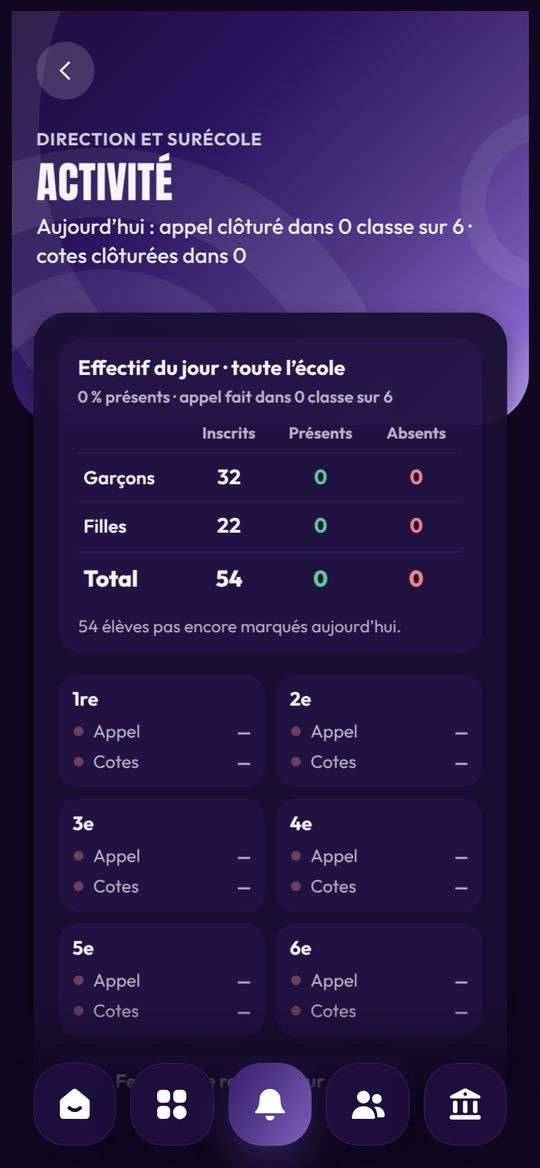 DIRECTION ET SURÉCOLE
ACTIVITÉ
Aujourd’hui : appel clôturé dans 0 classe sur 6 ·
cotes clôturées dans 0
Effectif du jour · toute l’école
0 % présents · appel fait dans 0 classe sur 6
Inscrits Présents Absents
Garçons 32 0 0
Filles 22 0 0
Total 54 0 0
54 élèves pas encore marqués aujourd’hui.
1re 2e
Appel – Appel –
Cotes – Cotes –
3e 4e
Appel – Appel –
Cotes – Cotes –
5e 6e
Appel – Appel –
Cotes – Cotes –